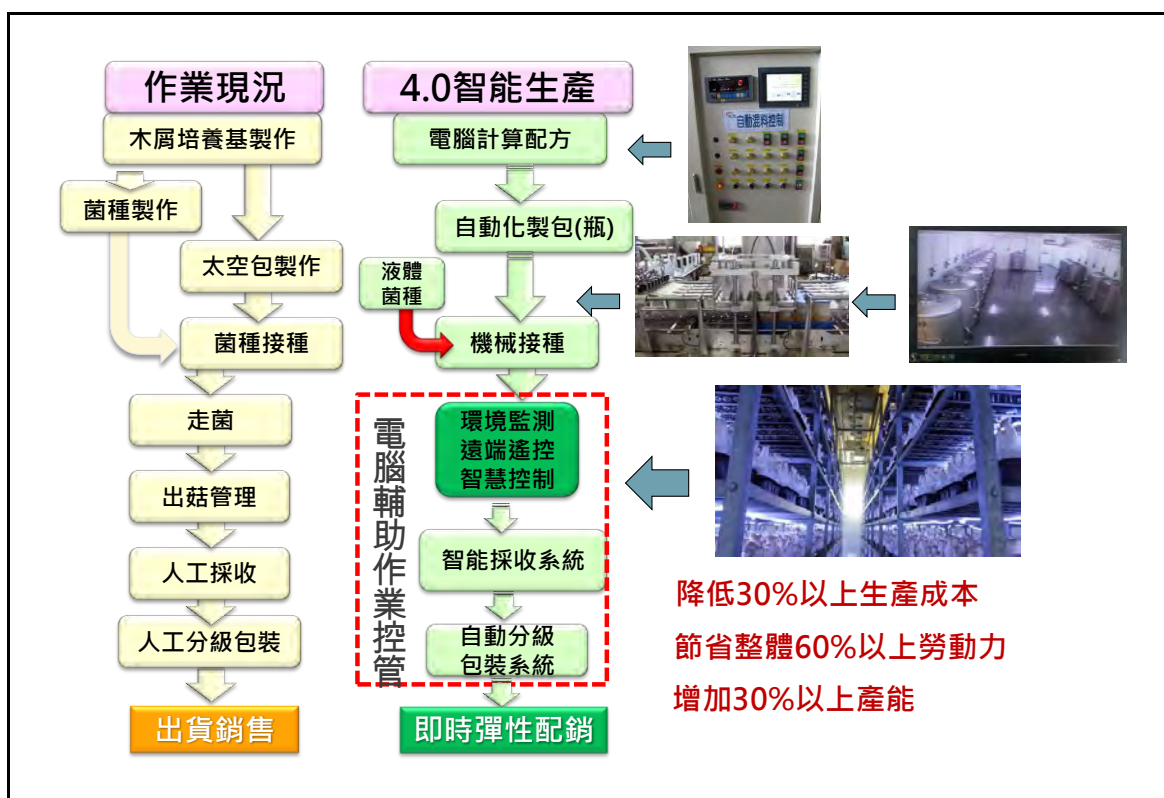 作業現況
木屑培養基製作
菌種製作
太空包製作
菌種接種
走菌
出菇管理
人工採收
人工分級包裝
出貨銷售
4.0智能生產
電腦計算配方
自動化製包(瓶)
液體
菌種
機械接種
電腦輔助作業控管
環境監測
遠端遙控
智慧控制
智能採收系統
自動分級
包裝系統
即時彈性配銷
自動混料控制
降低30%以上生產成本
節省整體60%以上勞動力
增加30%以上產能